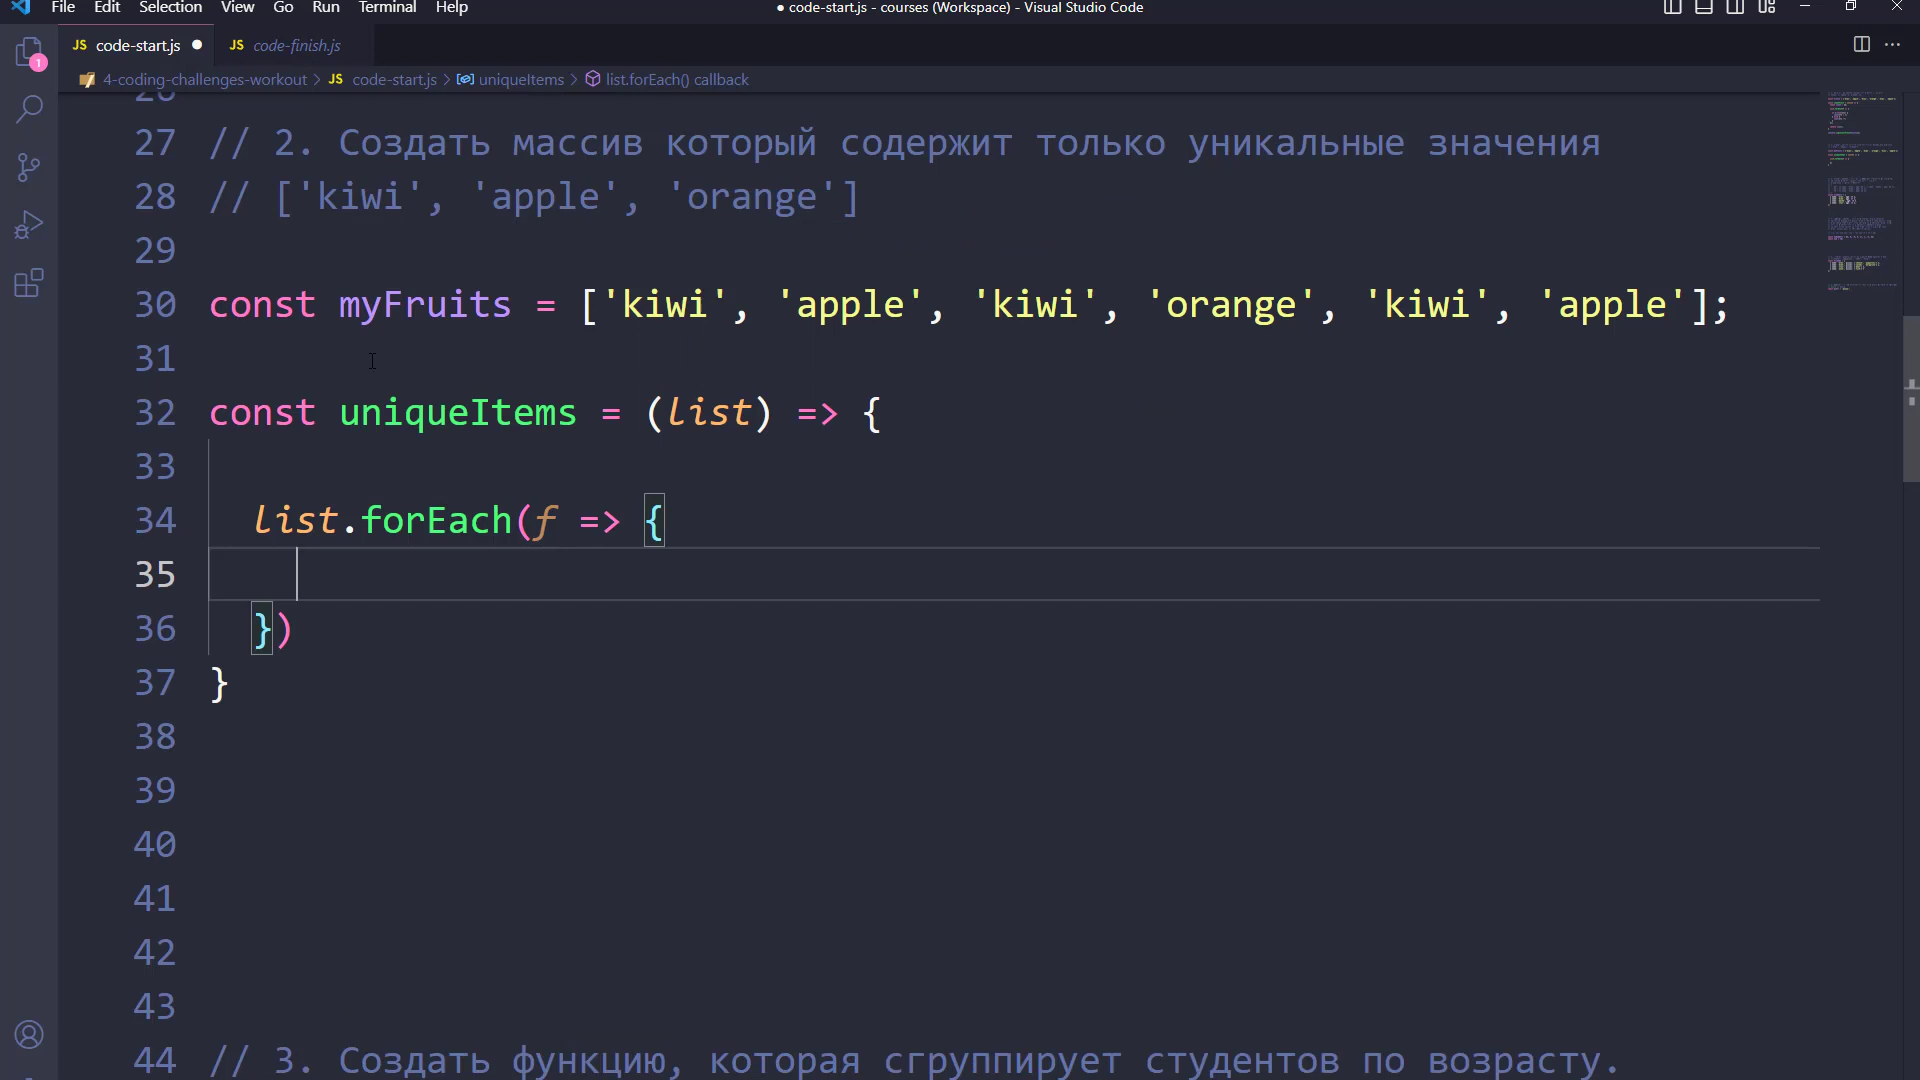 File Edit Selection View Go Run Terminal Help
● code-start.js - courses (Workspace) - Visual Studio Code
JS code-start.js ● JS code-finish.js
1
4-coding-challenges-workout > JS code-start.js > uniqueItems > list.forEach() callback
27 // 2. Создать массив который содержит только уникальные значения
28 // ['kiwi', 'apple', 'orange']
29
30 const myFruits = ['kiwi', 'apple', 'kiwi', 'orange', 'kiwi', 'apple'];
31
32 const uniqueItems = (list) => {
33
34 list.forEach(f => {
35
36 })
37 }
38
39
40
41
42
43
44 // 3. Создать функцию, которая сгруппирует студентов по возрасту.